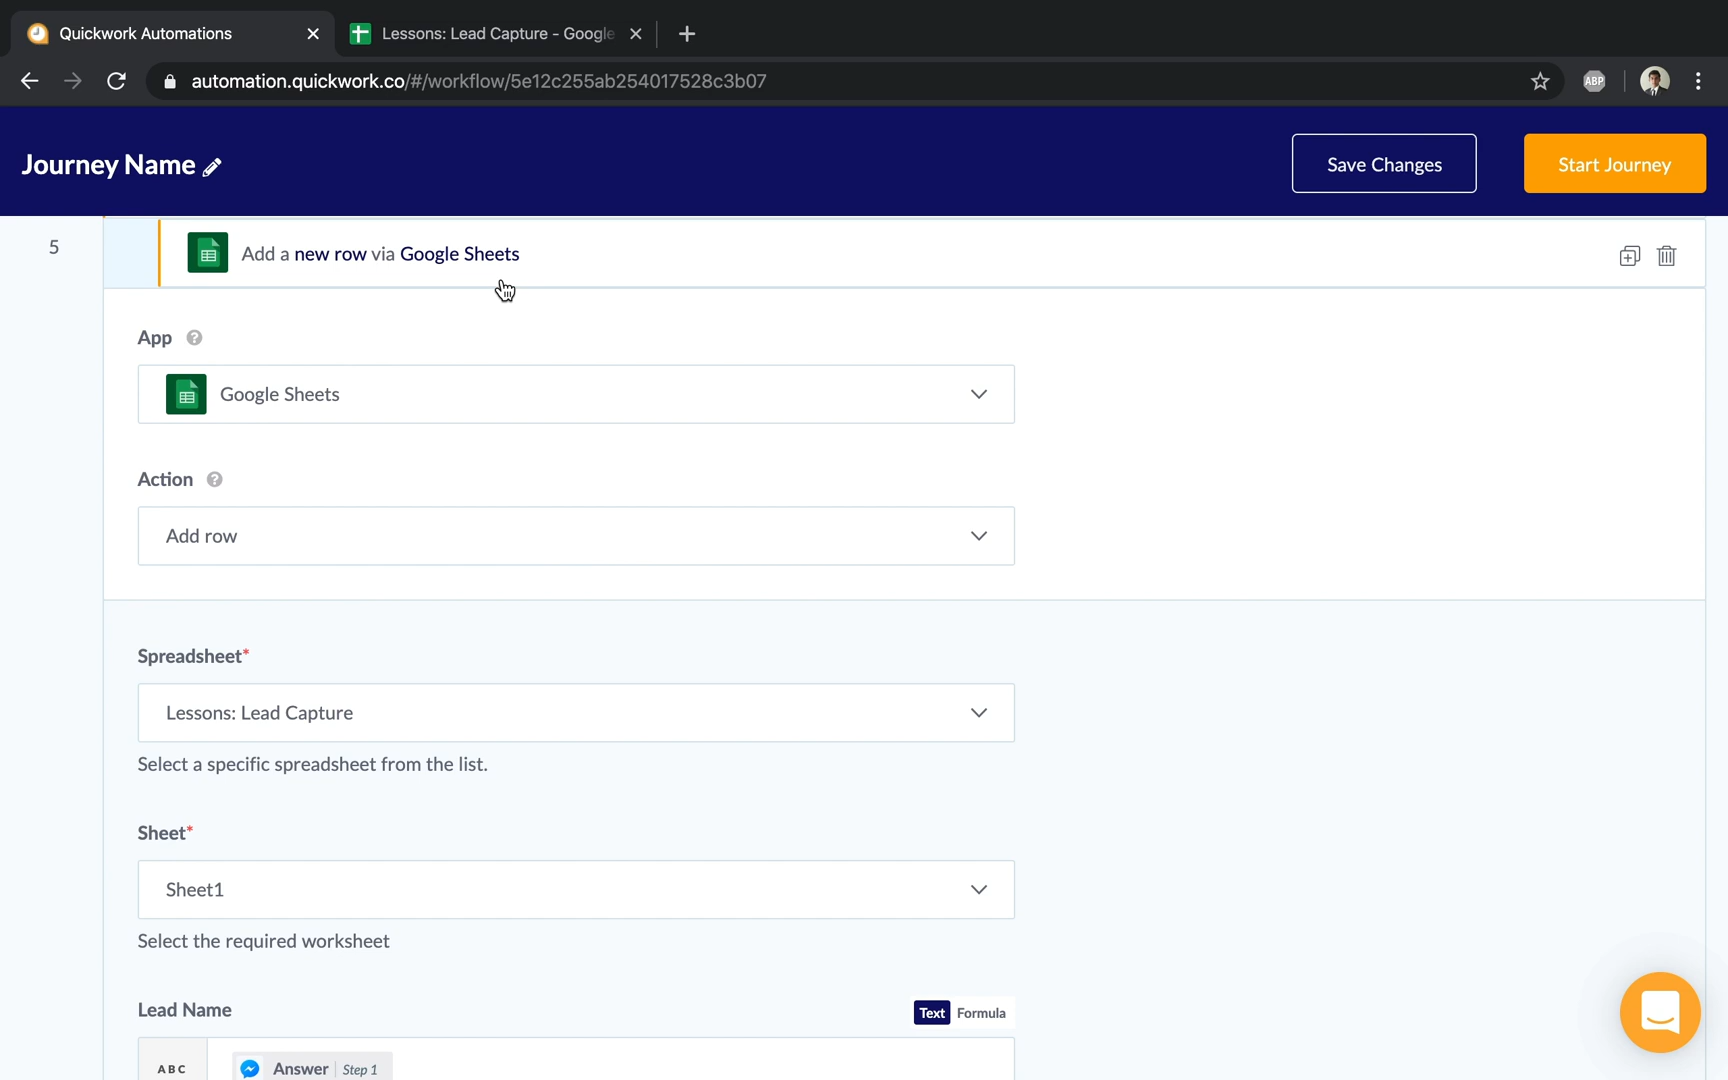 Quickwork Automations
Lessons: Lead Capture - Google
automation.quickwork.co/#/workflow/5e12c255ab254017528c3b07
ABP
Journey Name
Save Changes
Start Journey
5
Add a new row via Google Sheets
App ?
Google Sheets
Action ?
Add row
Spreadsheet*
Lessons: Lead Capture
Select a specific spreadsheet from the list.
Sheet*
Sheet1
Select the required worksheet
Lead Name
Text Formula
ABC
Answer Step 1